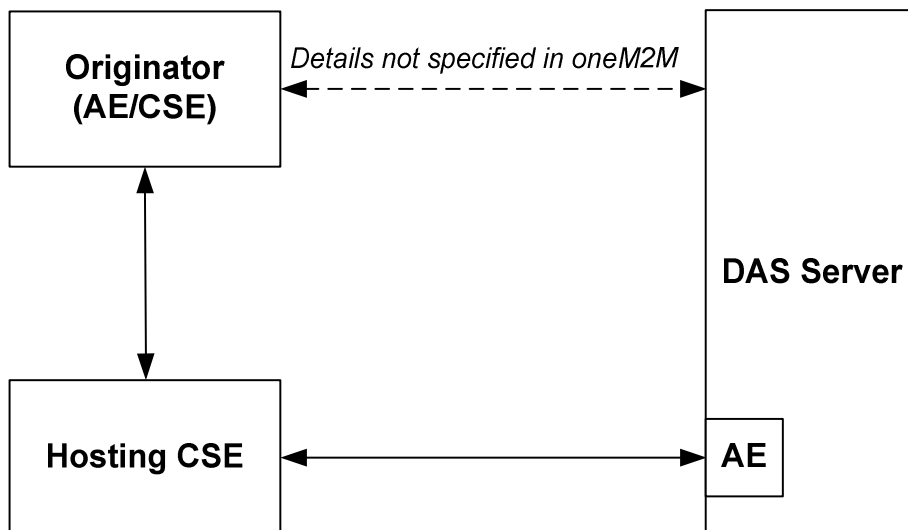 Originator
(AE/CSE)
Details not specified in oneM2M
DAS Server
Hosting CSE
AE